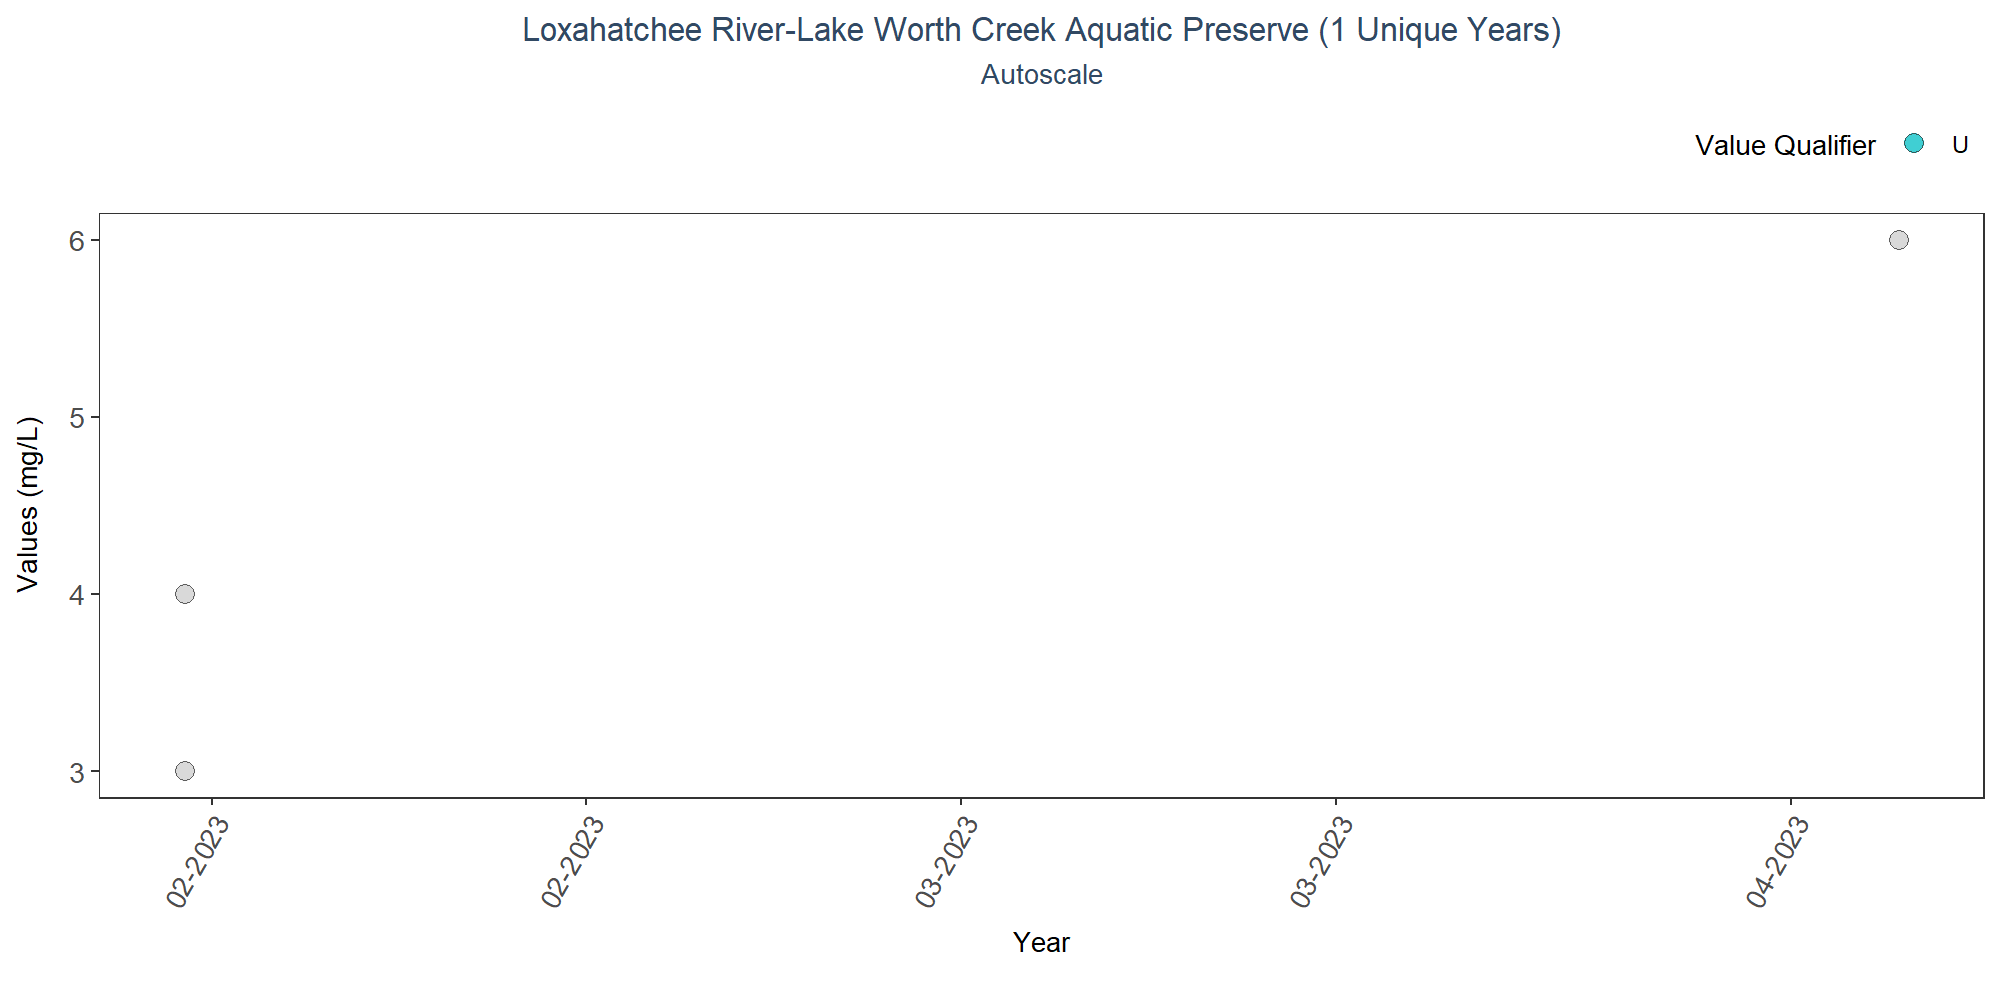 Loxahatchee River-Lake Worth Creek Aquatic Preserve (1 Unique Years)
Autoscale
Value Qualifier U
6
5
4
3
Values (mg/L)
02-2023 02-2023 03-2023 03-2023 04-2023
Year